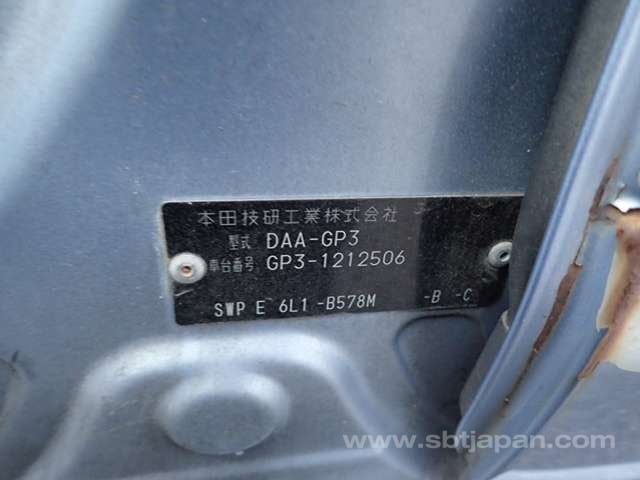 本田技研工業株式会社
型式 DAA-GP3
車台番号 GP3-1212506
SWP E 6L1 -B578M -B -C
www.sbtjapan.com